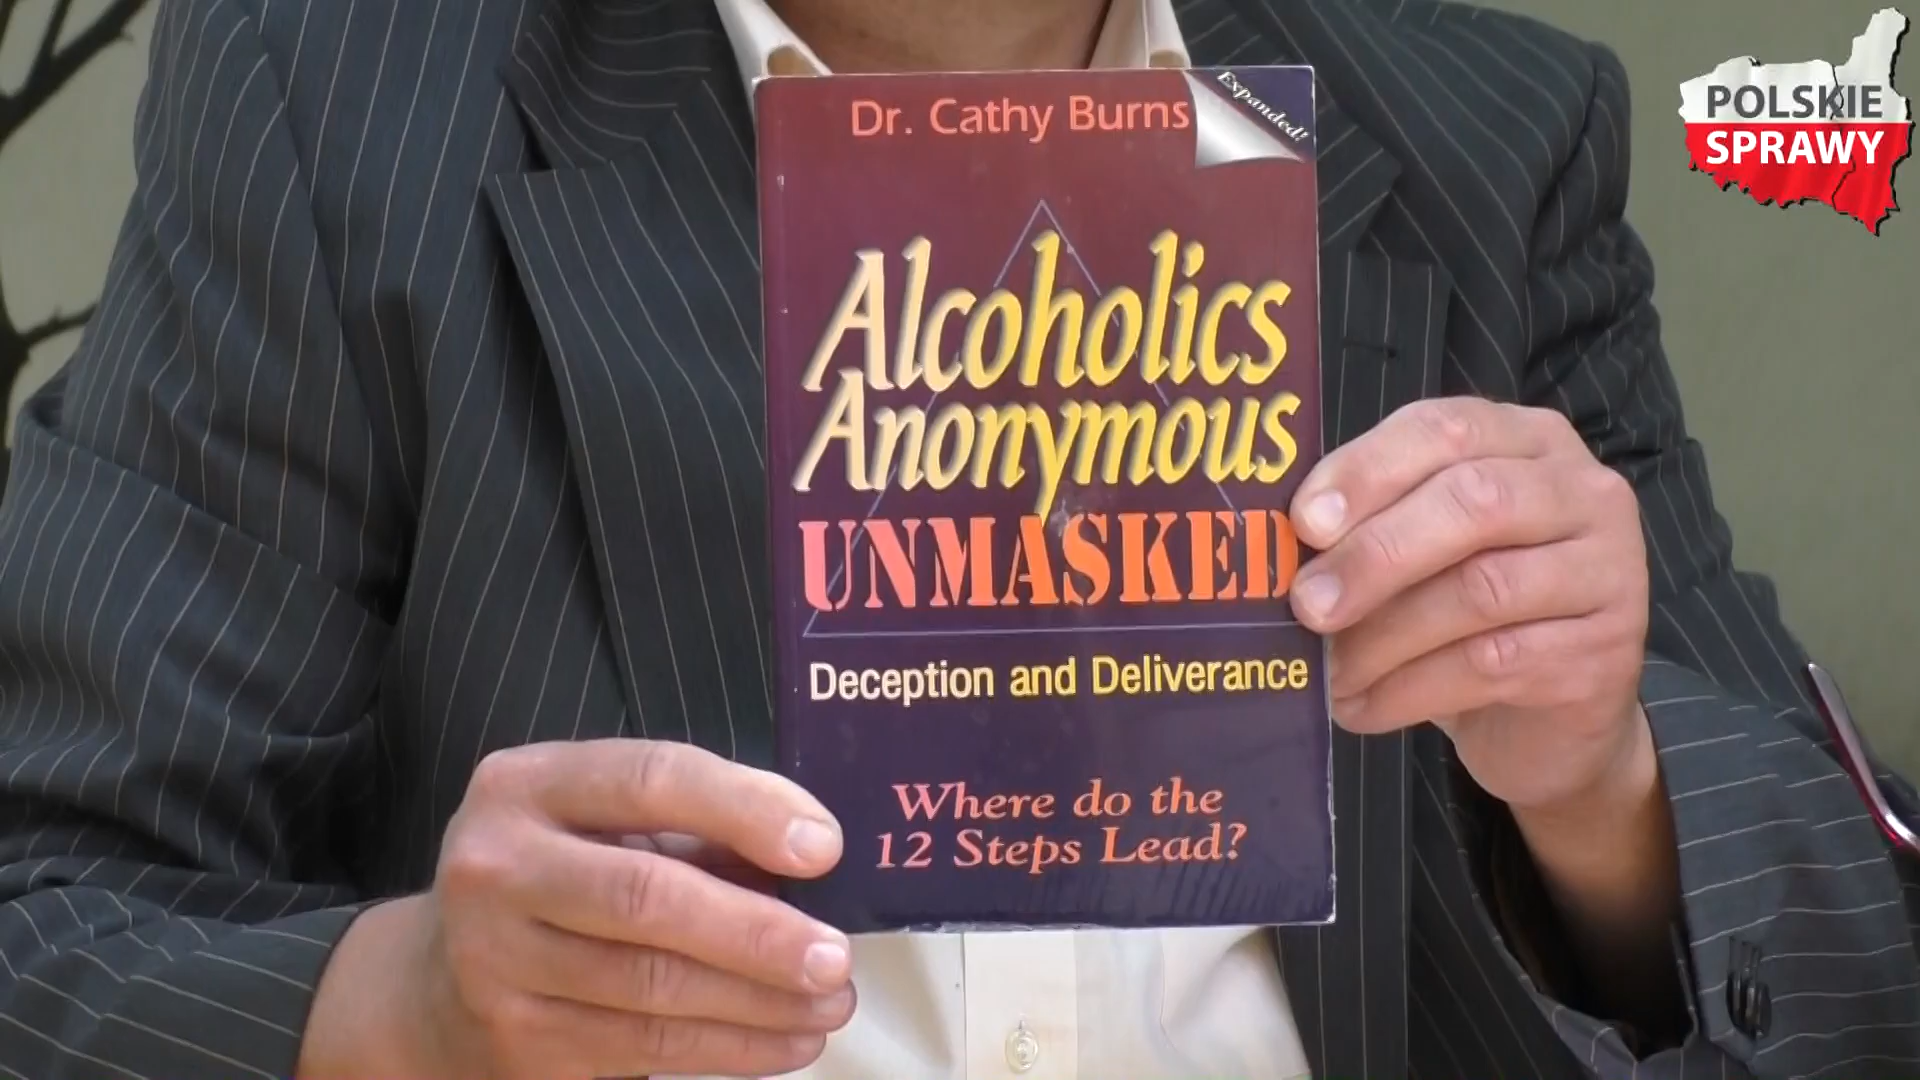 Dr. Cathy Burns
Expanded!
Alcoholics
Anonymous
UNMASKED
Deception and Deliverance
Where do the
12 Steps Lead?
POLSKIE
SPRAWY